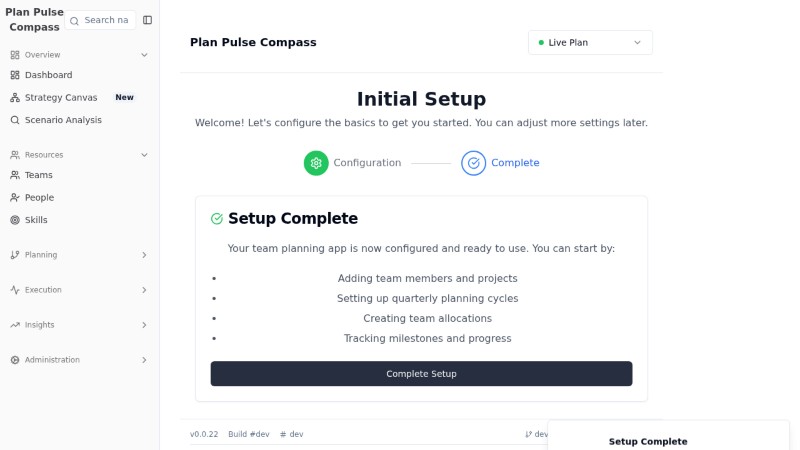 Plan Pulse
Compass
Search na
Overview
Dashboard
Strategy Canvas New
Scenario Analysis
Resources
Teams
People
Skills
Planning
Execution
Insights
Administration
Plan Pulse Compass
Live Plan
Initial Setup
Welcome! Let's configure the basics to get you started. You can adjust more settings later.
Configuration
Complete
Setup Complete
Your team planning app is now configured and ready to use. You can start by:
• Adding team members and projects
• Setting up quarterly planning cycles
• Creating team allocations
• Tracking milestones and progress
Complete Setup
v0.0.22 Build #dev # dev dev
Setup Complete